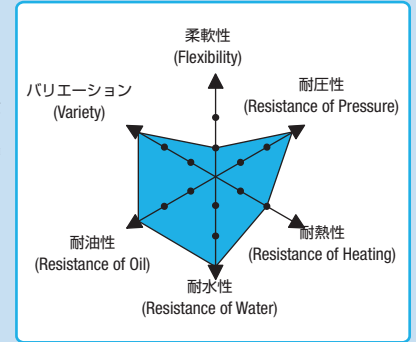 柔軟性
(Flexibility)
バリエーション
(Variety)
耐圧性
(Resistance of Pressure)
耐油性
(Resistance of Oil)
耐熱性
(Resistance of Heating)
耐水性
(Resistance of Water)